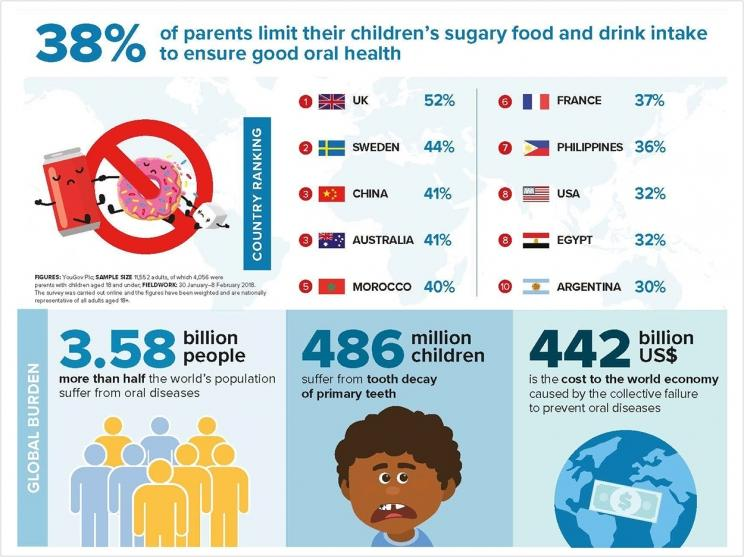 38% of parents limit their children's sugary food and drink intake
to ensure good oral health
COUNTRY RANKING
1 UK 52%
2 SWEDEN 44%
3 CHINA 41%
3 AUSTRALIA 41%
5 MOROCCO 40%
6 FRANCE 37%
7 PHILIPPINES 36%
8 USA 32%
8 EGYPT 32%
10 ARGENTINA 30%
FIGURES: YouGov Plc; SAMPLE SIZE 11,552 adults, of which 4,056 were
parents with children aged 18 and under; FIELDWORK: 30 January–8 February 2018.
The survey was carried out online and the figures have been weighted and are nationally
representative of all adults aged 18+.
GLOBAL BURDEN
3.58 billion
people
more than half the world's population
suffer from oral diseases
486 million
children
suffer from tooth decay
of primary teeth
442 billion
US$
is the cost to the world economy
caused by the collective failure
to prevent oral diseases
$